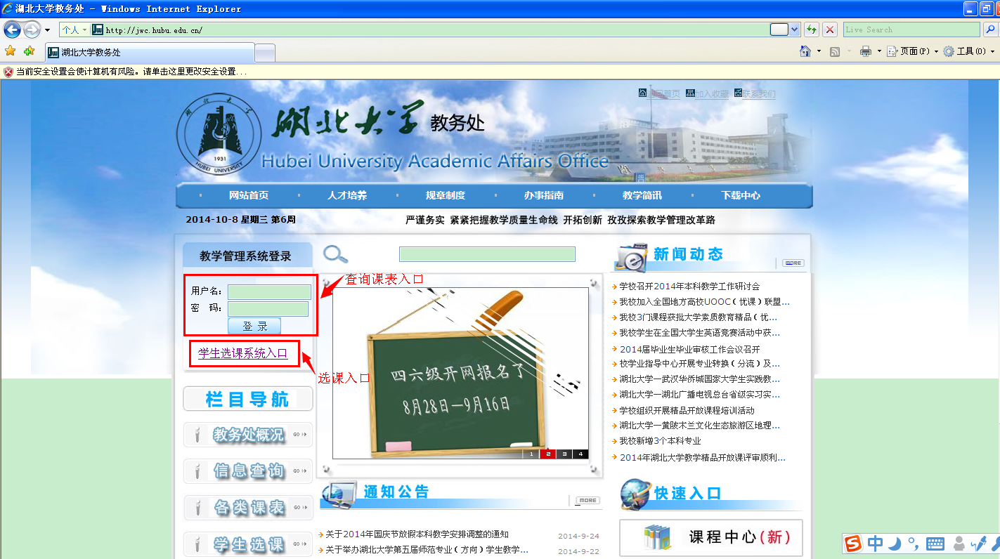 湖北大学教务处 - Windows Internet Explorer
个人
http://jwc.hubu.edu.cn/
Live Search
湖北大学教务处
页面(P)
工具(O)
当前安全设置会使计算机有风险。请单击这里更改安全设置...
加入收藏
联系我们
湖北大学
1931
HUBEI UNIVERSITY
湖北大学 教务处
Hubei University Academic Affairs Office
网站首页 人才培养 规章制度 办事指南 教学简讯 下载中心
2014-10-8 星期三 第6周
严谨务实 紧紧把握教学质量生命线 开拓创新 孜孜探索教学管理改革路
教学管理系统登录
用户名：
密 码：
登 录
学生选课系统入口
查询课表入口
选课入口
栏目导航
教务处概况 GO
信息查询 GO
各类课表 GO
学生选课 GO
四六级开网报名了
8月28日—9月16日
1 2 3 4
通知公告
MORE
关于2014年国庆节放假本科教学安排调整的通知 2014-9-24
关于举办湖北大学第五届师范专业（方向）学生教学... 2014-9-22
新闻动态
MORE
学校召开2014年本科教学工作研讨会
我校加入全国地方高校UOOC（优课）联盟...
我校3门课程获批大学素质教育精品（优...
我校学生在全国大学生英语竞赛活动中获...
2014届毕业生毕业审核工作会议召开
校学业指导中心开展专业转换（分流）及...
湖北大学—武汉华侨城国家大学生实践教...
湖北大学—湖北广播电视总台省级实习实...
学校组织开展精品开放课程培训活动
湖北大学—黄陂木兰文化生态旅游区地理...
我校新增3个本科专业
2014年湖北大学教学精品开放课评审顺利...
快速入口
课程中心(新)
中